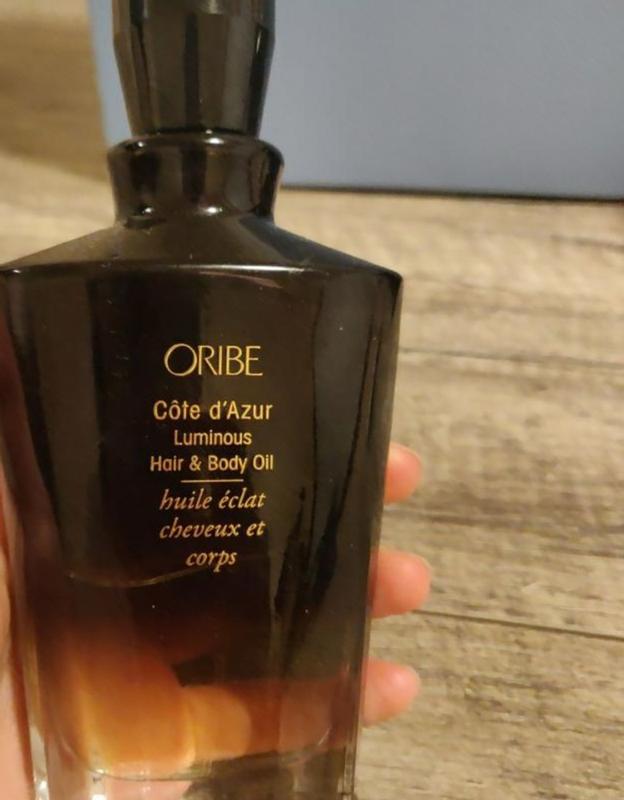 ORIBE
Côte d'Azur
Luminous
Hair & Body Oil
huile éclat
cheveux et
corps